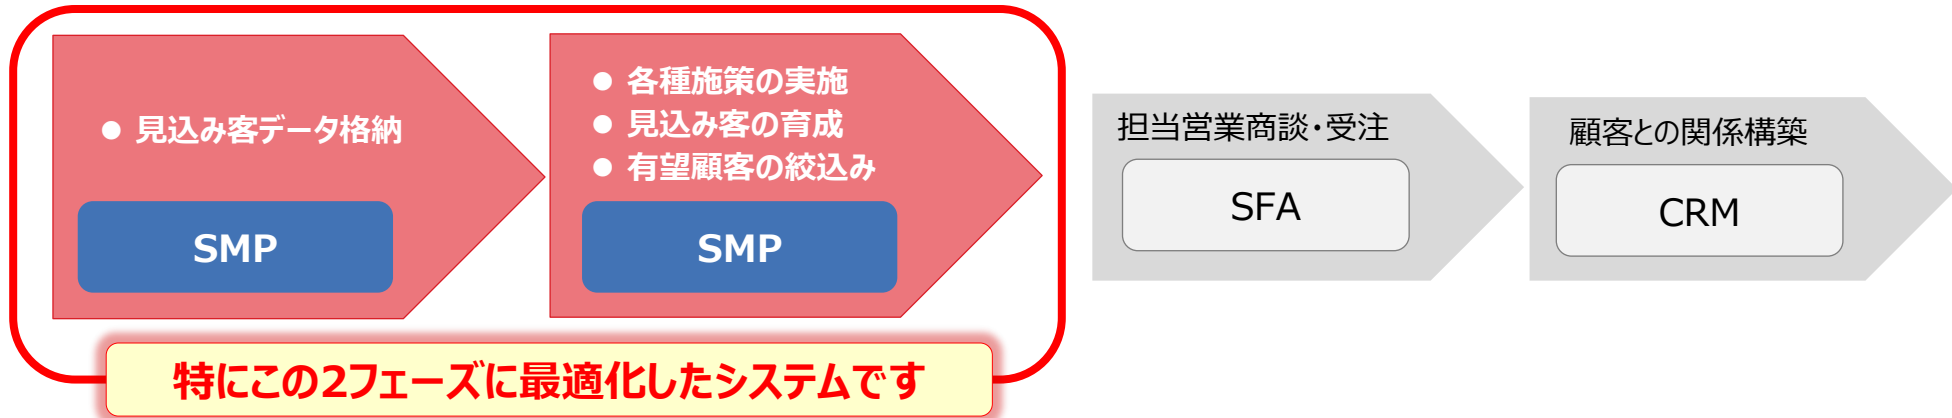 ● 見込み客データ格納
SMP
● 各種施策の実施
● 見込み客の育成
● 有望顧客の絞込み
SMP
担当営業商談・受注
SFA
顧客との関係構築
CRM
特にこの2フェーズに最適化したシステムです